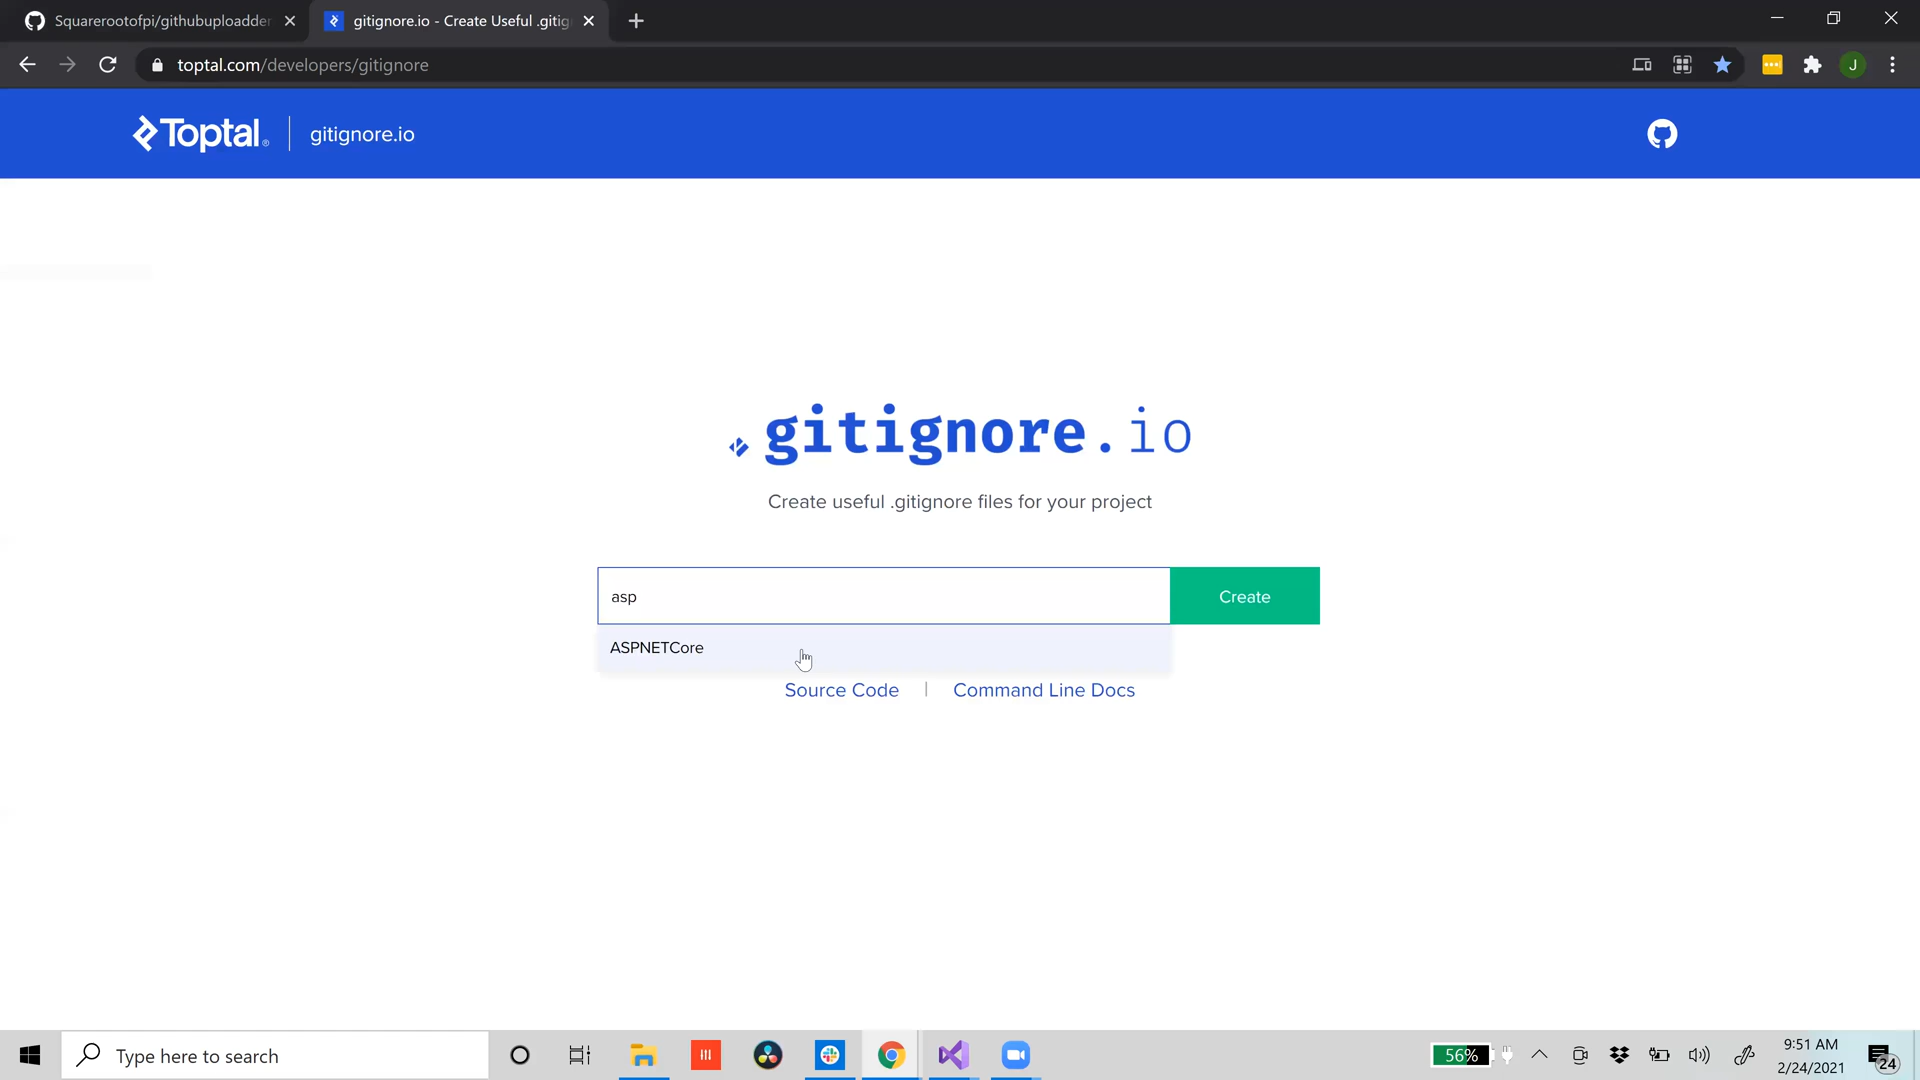 Squarerootofpi/githubuploadder
gitignore.io - Create Useful .gitig
toptal.com/developers/gitignore
J
Toptal®
gitignore.io
gitignore.io
Create useful .gitignore files for your project
asp
Create
ASPNETCore
Source Code | Command Line Docs
Type here to search
56%
9:51 AM
2/24/2021
24